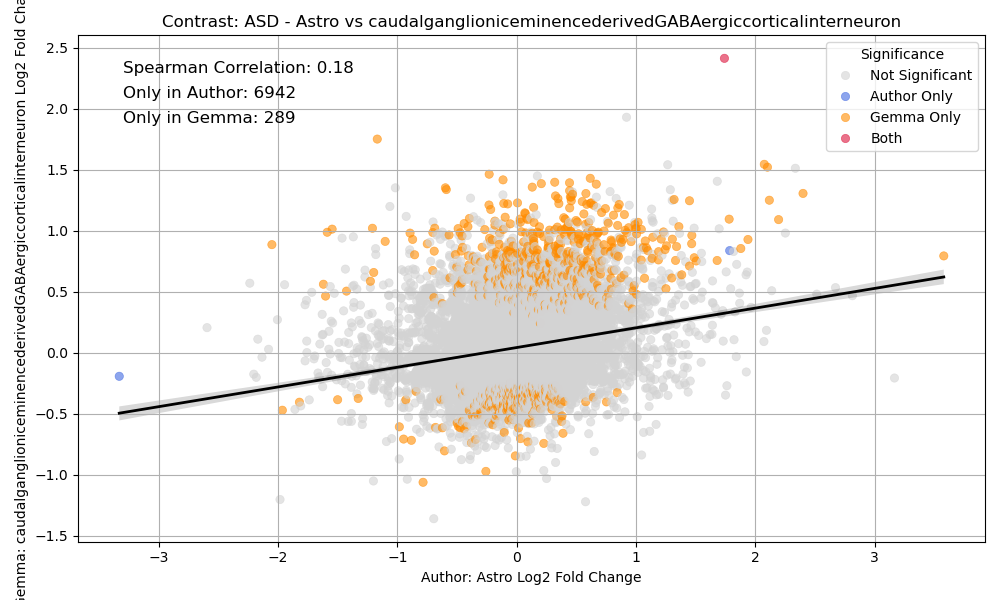 Contrast: ASD - Astro vs caudalganglioniceminencederivedGABAergiccorticalinterneuron
Gemma: caudalganglioniceminencederivedGABAergiccorticalinterneuron Log2 Fold
2.5
2.0
1.5
1.0
0.5
0.0
−0.5
−1.0
−1.5
Spearman Correlation: 0.18
Only in Author: 6942
Only in Gemma: 289
Significance
Not Significant
Author Only
Gemma Only
Both
−3
−2
−1
0
1
2
3
Author: Astro Log2 Fold Change